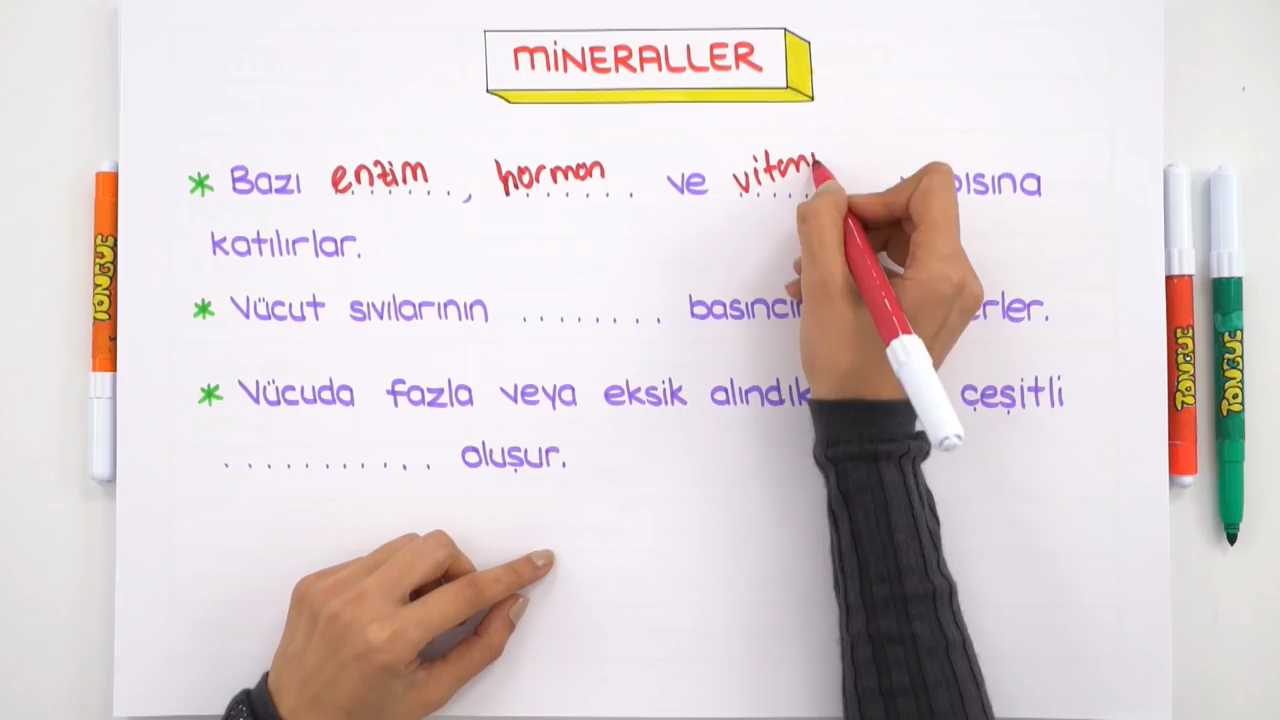 MİNERALLER
* Bazı enzim, hormon ve vitam
katılırlar.
* Vücut sıvılarının ........ basıncın
* Vücuda fazla veya eksik alındık çeşitli
........... oluşur.
TONGUE
TONGUE
TONGUE